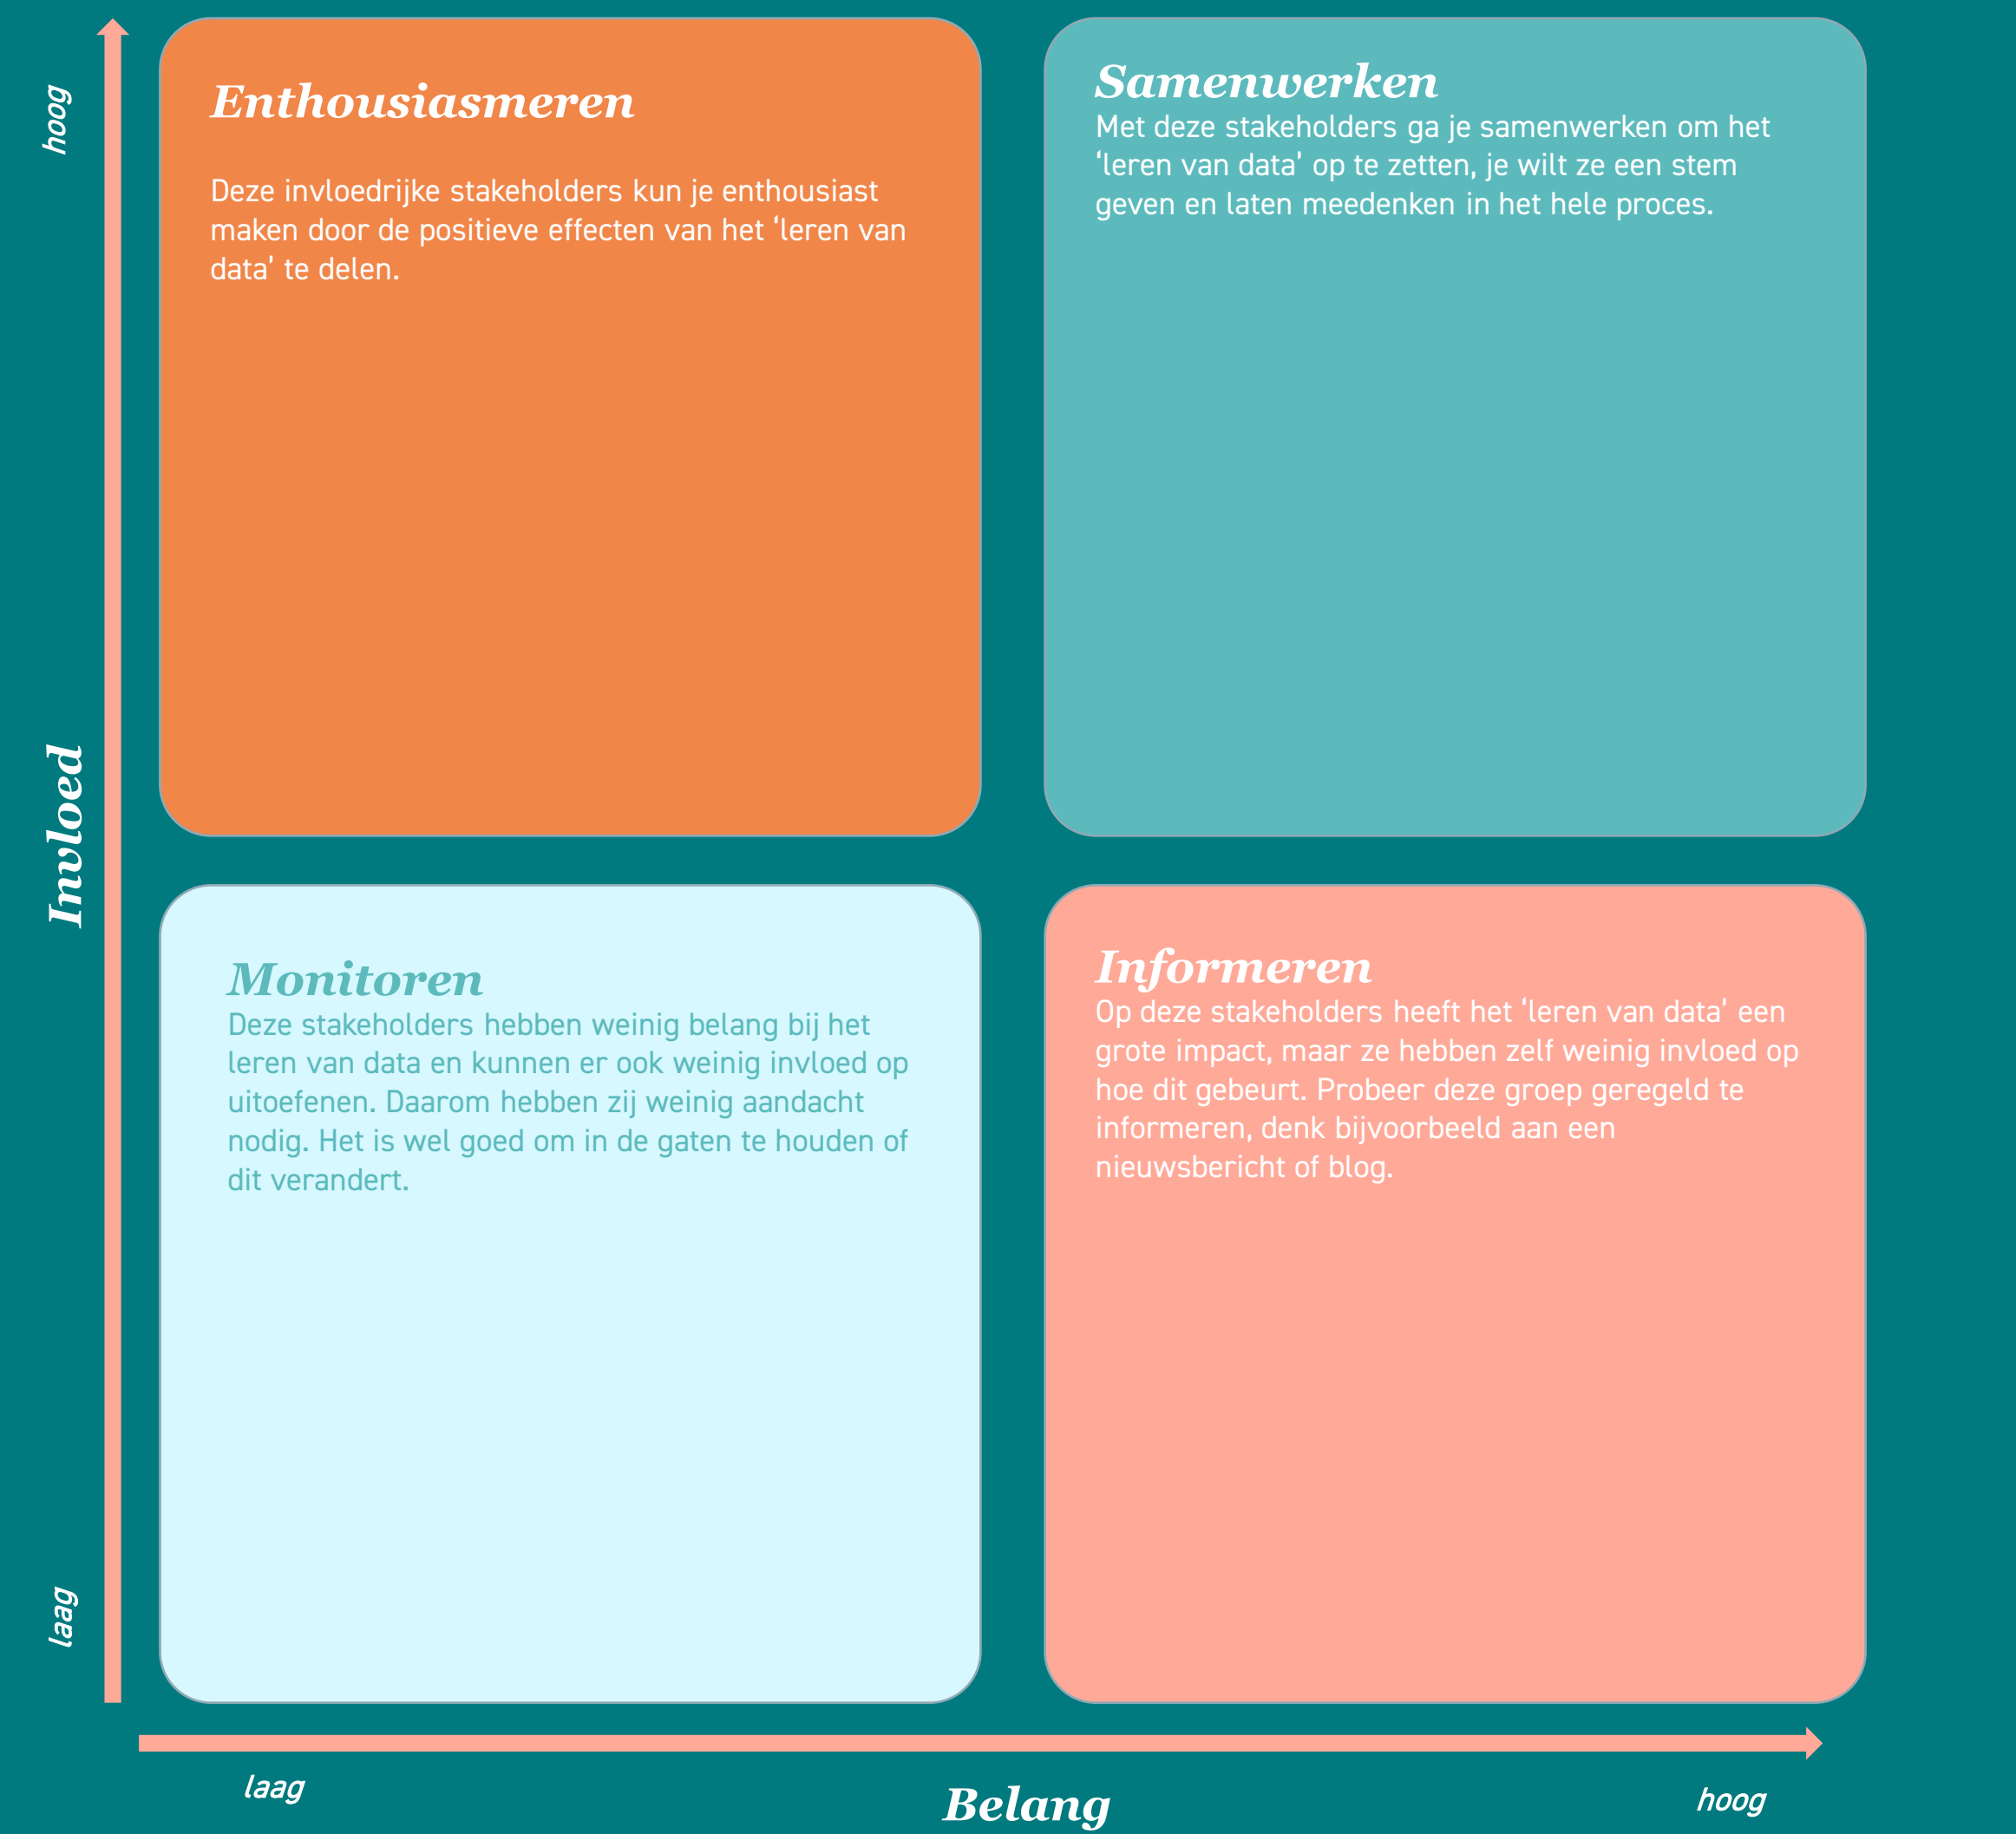 hoog
Enthousiasmeren
Deze invloedrijke stakeholders kun je enthousiast
maken door de positieve effecten van het ‘leren van
data’ te delen.
Samenwerken
Met deze stakeholders ga je samenwerken om het
‘leren van data’ op te zetten, je wilt ze een stem
geven en laten meedenken in het hele proces.
Invloed
Monitoren
Deze stakeholders hebben weinig belang bij het
leren van data en kunnen er ook weinig invloed op
uitoefenen. Daarom hebben zij weinig aandacht
nodig. Het is wel goed om in de gaten te houden of
dit verandert.
Informeren
Op deze stakeholders heeft het ‘leren van data’ een
grote impact, maar ze hebben zelf weinig invloed op
hoe dit gebeurt. Probeer deze groep geregeld te
informeren, denk bijvoorbeeld aan een
nieuwsbericht of blog.
laag
laag
Belang
hoog